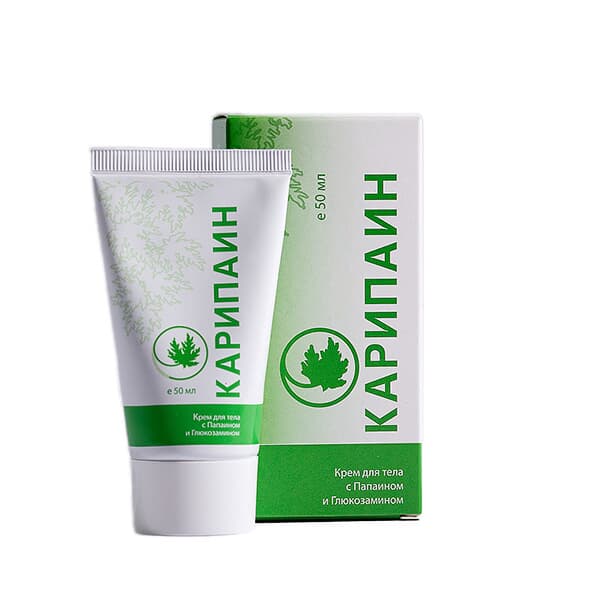 КАРИПАИН
е 50 мл
Крем для тела
с Папаином
и Глюкозамином
е 50 мл
КАРИПАИН
Крем для тела
с Папаином
и Глюкозамином